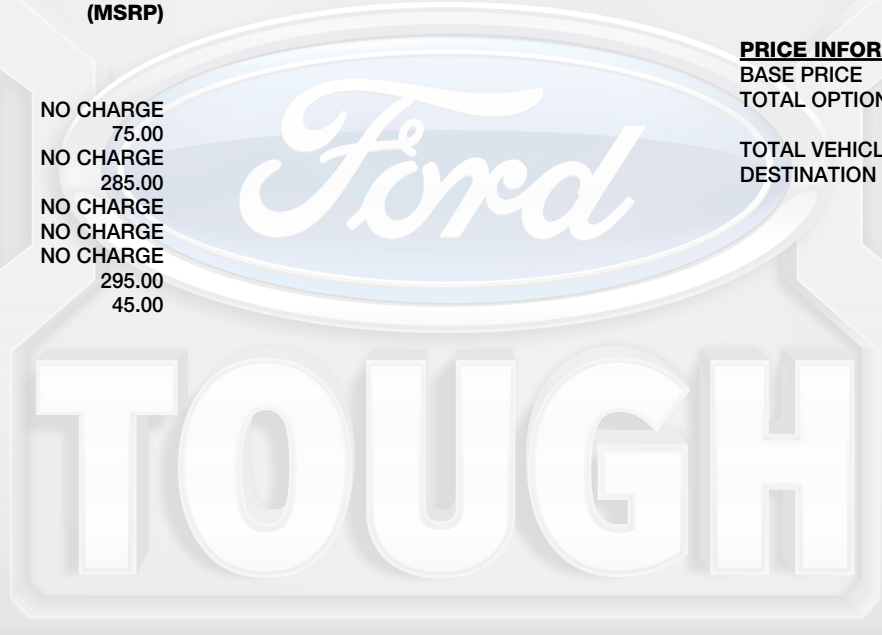 (MSRP)
NO CHARGE
75.00
NO CHARGE
285.00
NO CHARGE
NO CHARGE
NO CHARGE
295.00
45.00
PRICE INFOR
BASE PRICE
TOTAL OPTION
TOTAL VEHICL
DESTINATION
Ford
TOUGH